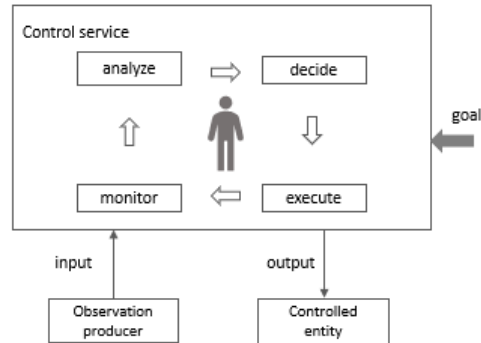 Control service
analyze
decide
goal
monitor
execute
input
output
Observation
producer
Controlled
entity